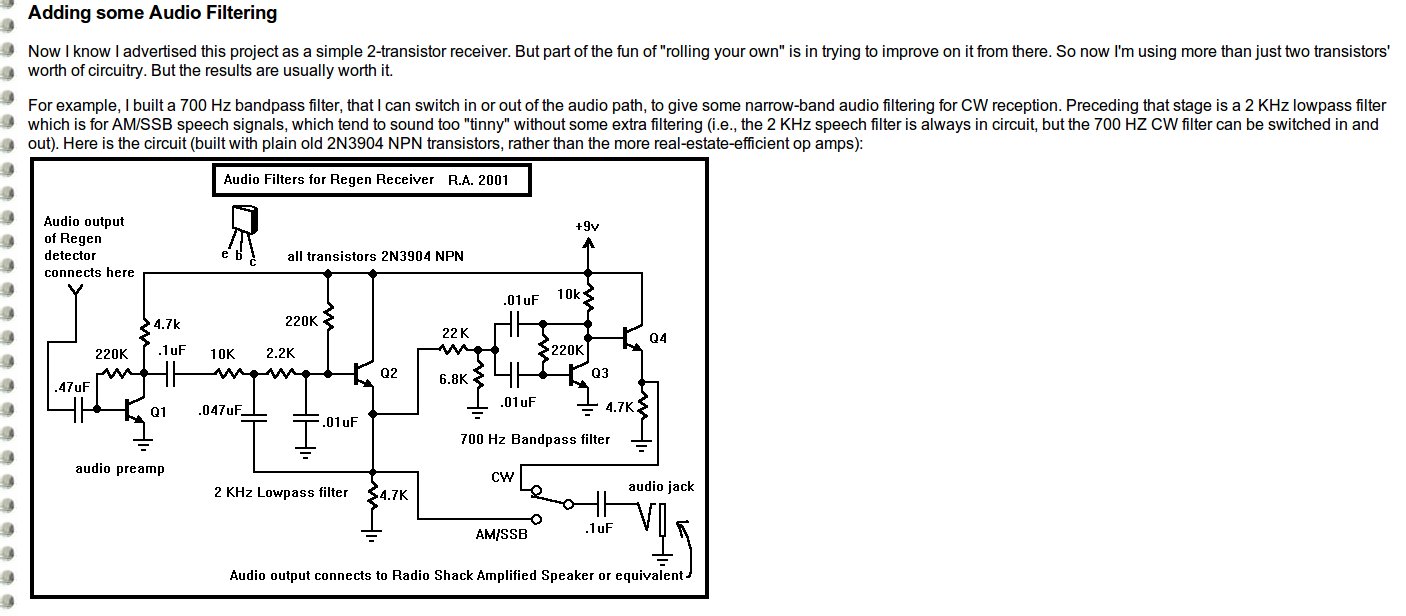 Adding some Audio Filtering
Now I know I advertised this project as a simple 2-transistor receiver. But part of the fun of "rolling your own" is in trying to improve on it from there. So now I'm using more than just two transistors'
worth of circuitry. But the results are usually worth it.
For example, I built a 700 Hz bandpass filter, that I can switch in or out of the audio path, to give some narrow-band audio filtering for CW reception. Preceding that stage is a 2 KHz lowpass filter
which is for AM/SSB speech signals, which tend to sound too "tinny" without some extra filtering (i.e., the 2 KHz speech filter is always in circuit, but the 700 HZ CW filter can be switched in and
out). Here is the circuit (built with plain old 2N3904 NPN transistors, rather than the more real-estate-efficient op amps):
Audio Filters for Regen Receiver R.A. 2001
Audio output
of Regen
detector
connects here
e b c
all transistors 2N3904 NPN
+9v
4.7k
220K
.1uF
.47uF
Q1
audio preamp
10K
2.2K
220K
Q2
.047uF
.01uF
2 KHz Lowpass filter
4.7K
22K
6.8K
.01uF
.01uF
10k
220K
Q3
Q4
4.7K
700 Hz Bandpass filter
CW
AM/SSB
.1uF
audio jack
Audio output connects to Radio Shack Amplified Speaker or equivalent